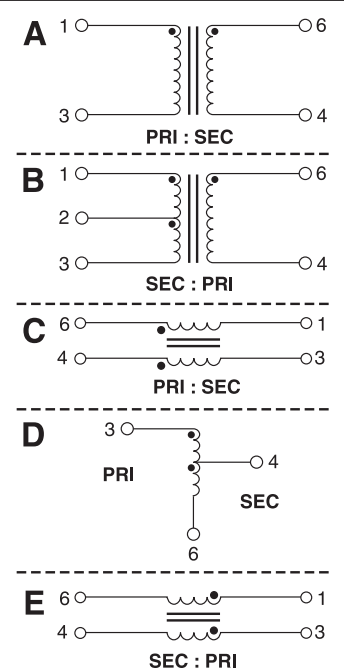 A 1 6
3 4
PRI : SEC
B 1 6
2
3 4
SEC : PRI
C 6 1
4 3
PRI : SEC
D 3
4
PRI
SEC
6
E 6 1
4 3
SEC : PRI